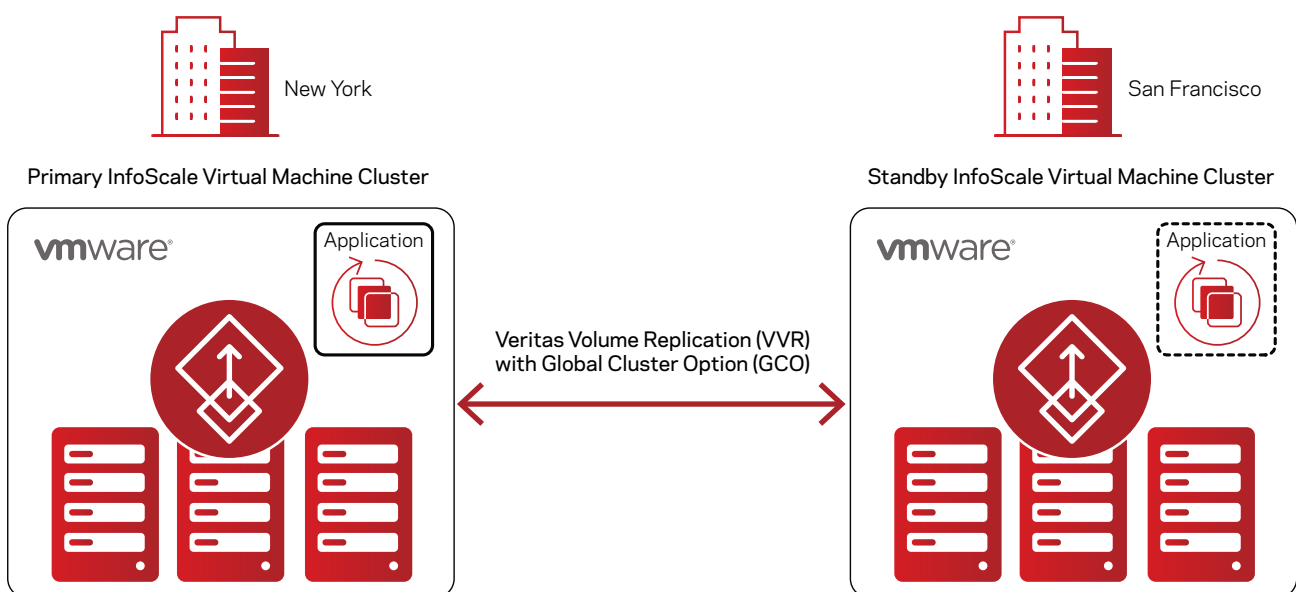 New York
San Francisco
Primary InfoScale Virtual Machine Cluster
Standby InfoScale Virtual Machine Cluster
vmware®
Application
vmware®
Application
Veritas Volume Replication (VVR)
with Global Cluster Option (GCO)